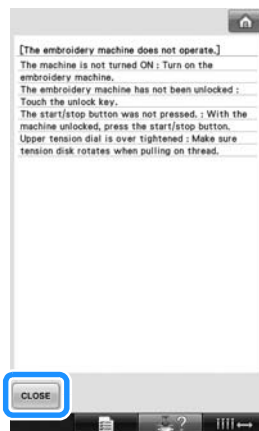 [The embroidery machine does not operate.]
The machine is not turned ON : Turn on the
embroidery machine.
The embroidery machine has not been unlocked :
Touch the unlock key.
The start/stop button was not pressed. : With the
machine unlocked, press the start/stop button.
Upper tension dial is over tightened : Make sure
tension disk rotates when pulling on thread.
CLOSE
?